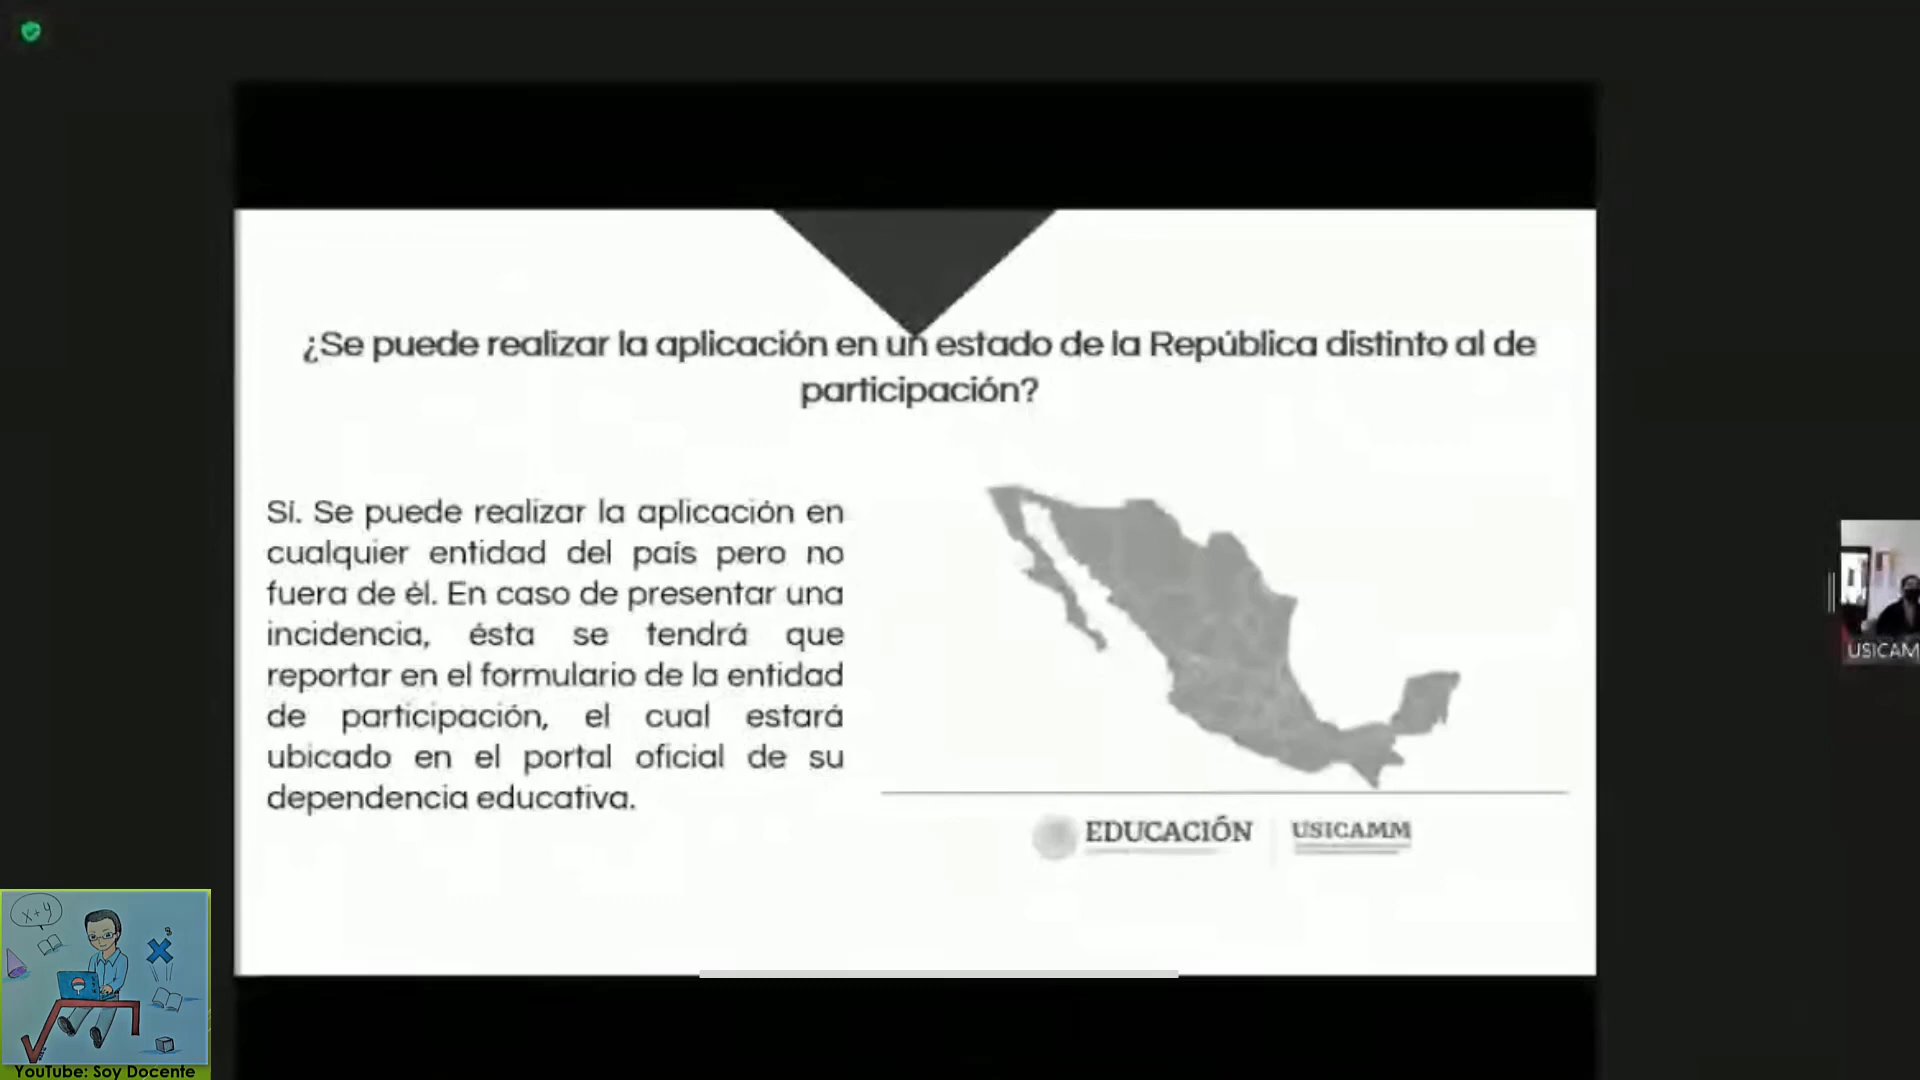 ¿Se puede realizar la aplicación en un estado de la República distinto al de
participación?
Sí. Se puede realizar la aplicación en
cualquier entidad del país pero no
fuera de él. En caso de presentar una
incidencia, ésta se tendrá que
reportar en el formulario de la entidad
de participación, el cual estará
ubicado en el portal oficial de su
dependencia educativa.
EDUCACIÓN
USICAMM
USICAM
x+y
YouTube: Soy Docente